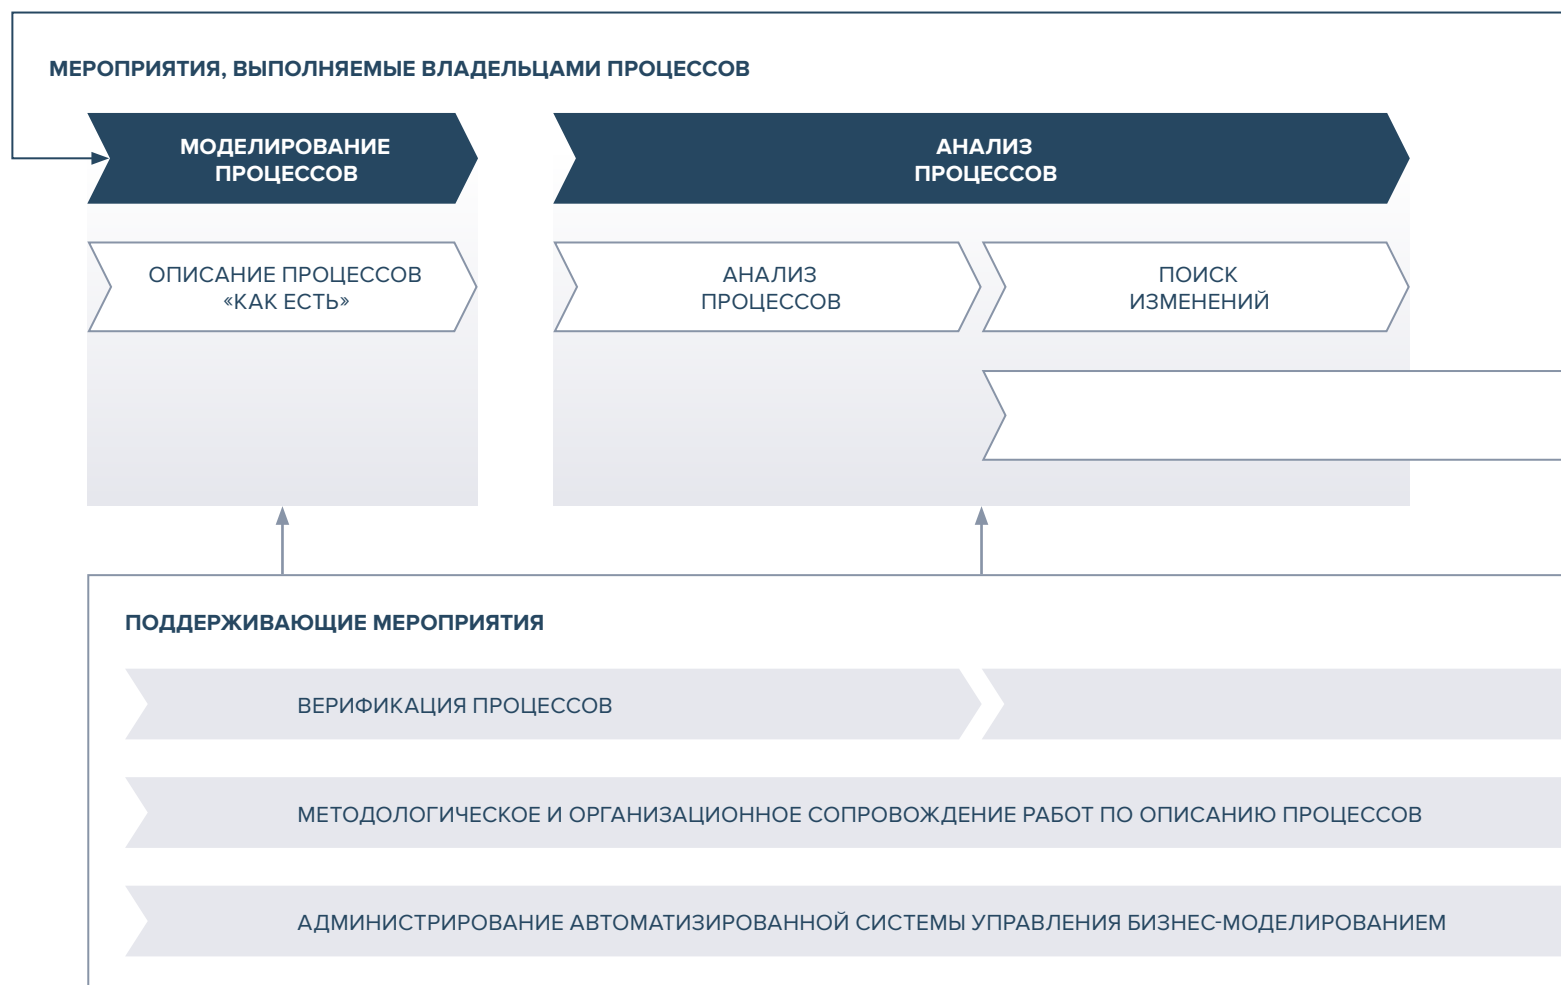 МЕРОПРИЯТИЯ, ВЫПОЛНЯЕМЫЕ ВЛАДЕЛЬЦАМИ ПРОЦЕССОВ
МОДЕЛИРОВАНИЕ
ПРОЦЕССОВ
АНАЛИЗ
ПРОЦЕССОВ
ОПИСАНИЕ ПРОЦЕССОВ
«КАК ЕСТЬ»
АНАЛИЗ
ПРОЦЕССОВ
ПОИСК
ИЗМЕНЕНИЙ
ПОДДЕРЖИВАЮЩИЕ МЕРОПРИЯТИЯ
ВЕРИФИКАЦИЯ ПРОЦЕССОВ
МЕТОДОЛОГИЧЕСКОЕ И ОРГАНИЗАЦИОННОЕ СОПРОВОЖДЕНИЕ РАБОТ ПО ОПИСАНИЮ ПРОЦЕССОВ
АДМИНИСТРИРОВАНИЕ АВТОМАТИЗИРОВАННОЙ СИСТЕМЫ УПРАВЛЕНИЯ БИЗНЕС-МОДЕЛИРОВАНИЕМ